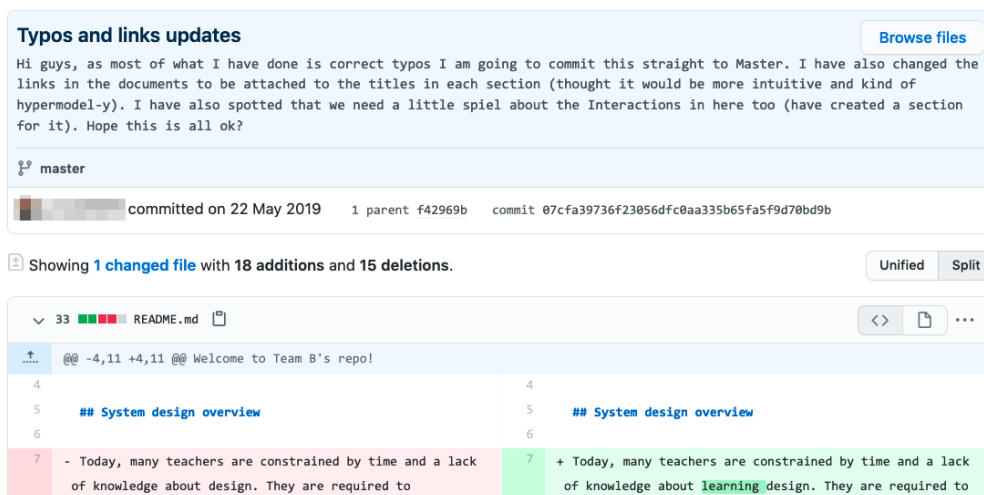 Typos and links updates
Browse files
Hi guys, as most of what I have done is correct typos I am going to commit this straight to Master. I have also changed the
links in the documents to be attached to the titles in each section (thought it would be more intuitive and kind of
hypermodel-y). I have also spotted that we need a little spiel about the Interactions in here too (have created a section
for it). Hope this is all ok?
master
committed on 22 May 2019 1 parent f42969b commit 07cfa39736f23056dfc0aa335b65fa5f9d70bd9b
Showing 1 changed file with 18 additions and 15 deletions.
Unified Split
33 README.md
@@ -4,11 +4,11 @@ Welcome to Team B's repo!
4 4
5 ## System design overview 5 ## System design overview
6 6
7 - Today, many teachers are constrained by time and a lack 7 + Today, many teachers are constrained by time and a lack
of knowledge about design. They are required to of knowledge about learning design. They are required to